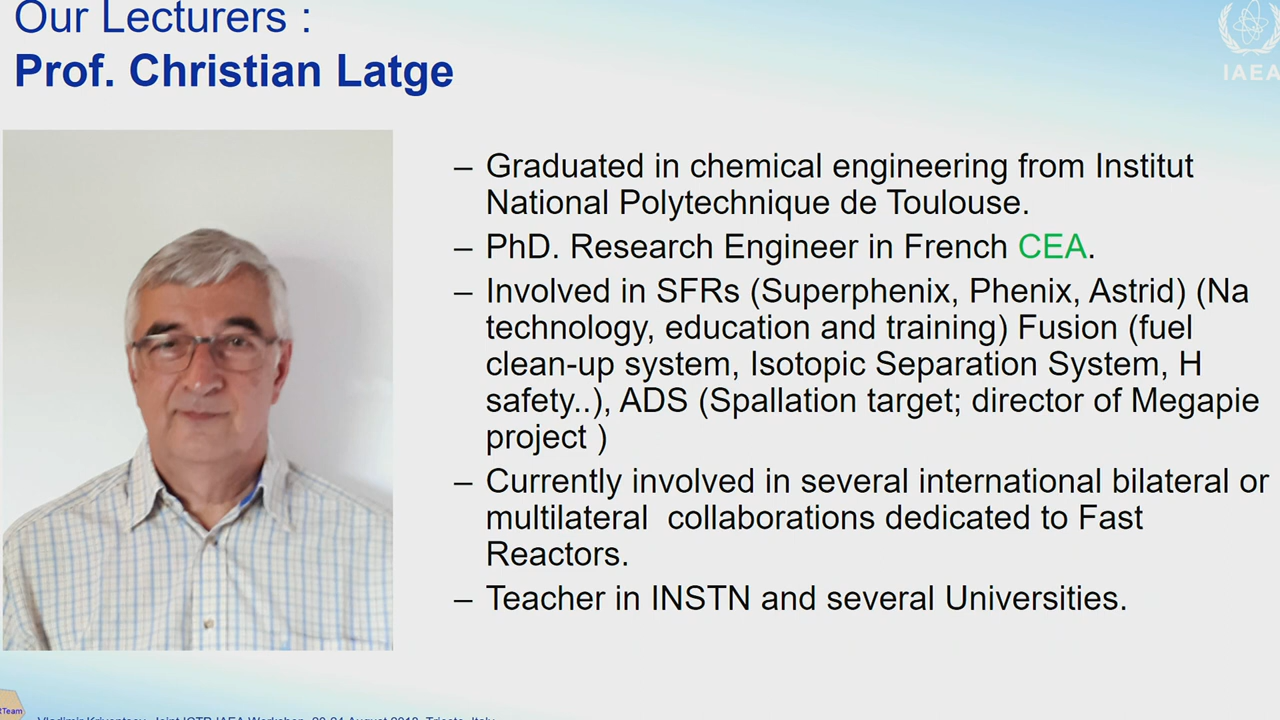 Our Lecturers :
Prof. Christian Latge
IAEA
– Graduated in chemical engineering from Institut
National Polytechnique de Toulouse.
– PhD. Research Engineer in French CEA.
– Involved in SFRs (Superphenix, Phenix, Astrid) (Na
technology, education and training) Fusion (fuel
clean-up system, Isotopic Separation System, H
safety..), ADS (Spallation target; director of Megapie
project )
– Currently involved in several international bilateral or
multilateral  collaborations dedicated to Fast
Reactors.
– Teacher in INSTN and several Universities.
Team